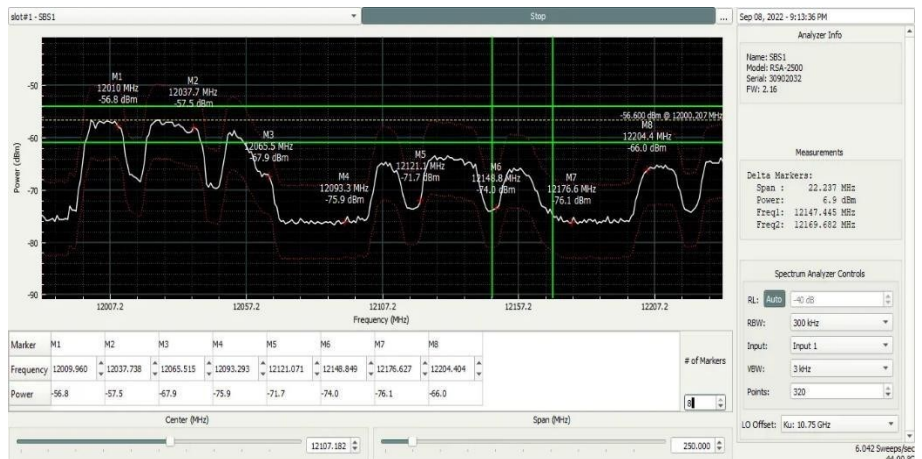 slot#1 - SBS1
Stop
...
Sep 08, 2022 - 9:13:36 PM
Analyzer Info
Name: SBS1
Model: RSA-2500
Serial: 30902032
FW: 2.16
Measurements
Delta Markers:
Span : 22.237 MHz
Power: 6.9 dBm
Freq1: 12147.445 MHz
Freq2: 12169.682 MHz
Spectrum Analyzer Controls
RL: Auto -40 dB
RBW: 300 kHz
Input: Input 1
VBW: 3 kHz
Points: 320
LO Offset: Ku: 10.75 GHz
6.042 Sweeps/sec
Power (dBm)
-50
-60
-70
-80
-90
M1
12010 MHz
-56.8 dBm
M2
12037.7 MHz
-57.5 dBm
M3
12065.5 MHz
-67.9 dBm
M4
12093.3 MHz
-75.9 dBm
M5
12121.1 MHz
-71.7 dBm
M6
12148.8 MHz
-74.0 dBm
M7
12176.6 MHz
-76.1 dBm
-56.600 dBm @ 12000.207 MHz
M8
12204.4 MHz
-66.0 dBm
12007.2 12057.2 12107.2 12157.2 12207.2
Frequency (MHz)
Marker M1 M2 M3 M4 M5 M6 M7 M8
Frequency 12009.960 12037.738 12065.515 12093.293 12121.071 12148.849 12176.627 12204.404
Power -56.8 -57.5 -67.9 -75.9 -71.7 -74.0 -76.1 -66.0
# of Markers
8
Center (MHz)
12107.182
Span (MHz)
250.000